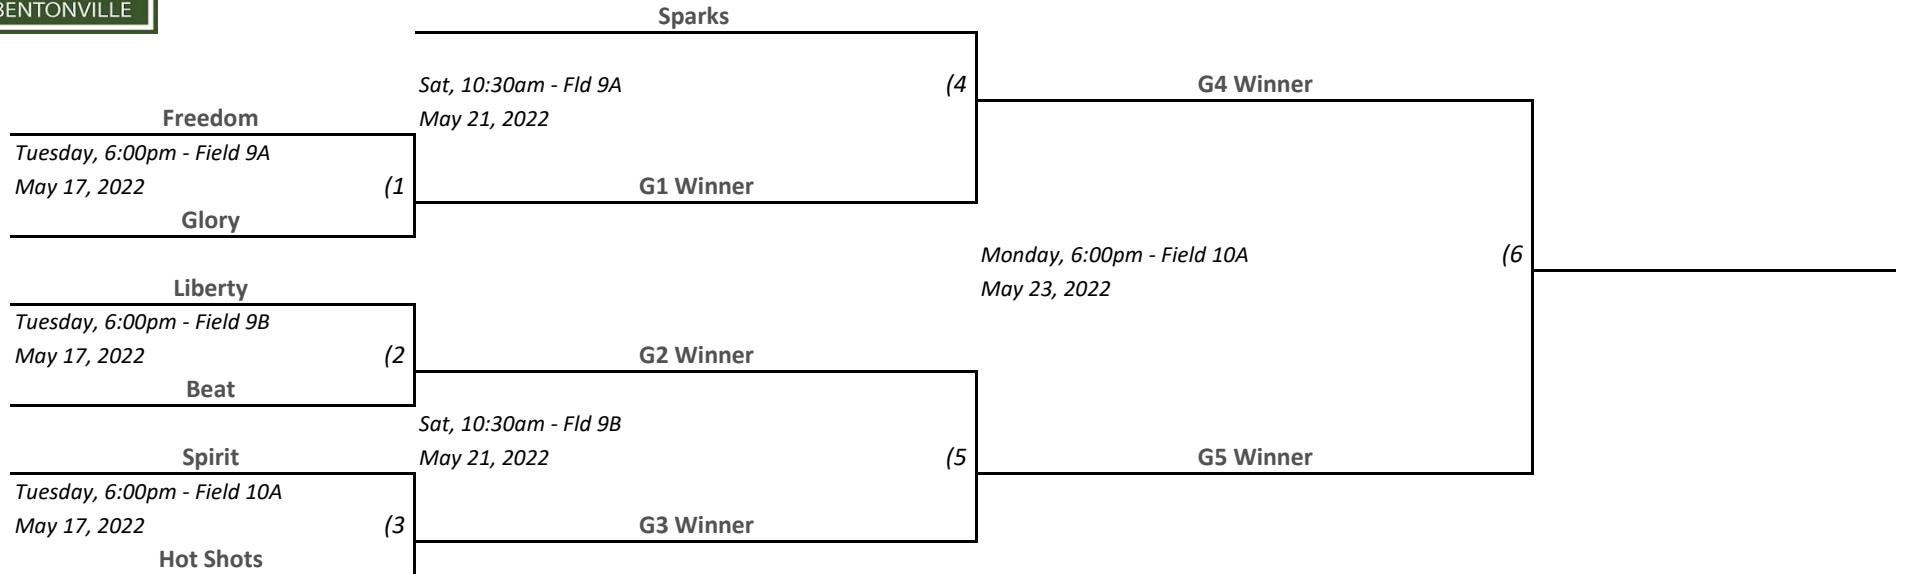 BENTONVILLE
Sparks
Sat, 10:30am - Fld 9A
(4
G4 Winner
Freedom
May 21, 2022
Tuesday, 6:00pm - Field 9A
May 17, 2022
(1
G1 Winner
Glory
Monday, 6:00pm - Field 10A
(6
Liberty
May 23, 2022
Tuesday, 6:00pm - Field 9B
May 17, 2022
(2
G2 Winner
Beat
Sat, 10:30am - Fld 9B
Spirit
May 21, 2022
(5
G5 Winner
Tuesday, 6:00pm - Field 10A
May 17, 2022
(3
G3 Winner
Hot Shots